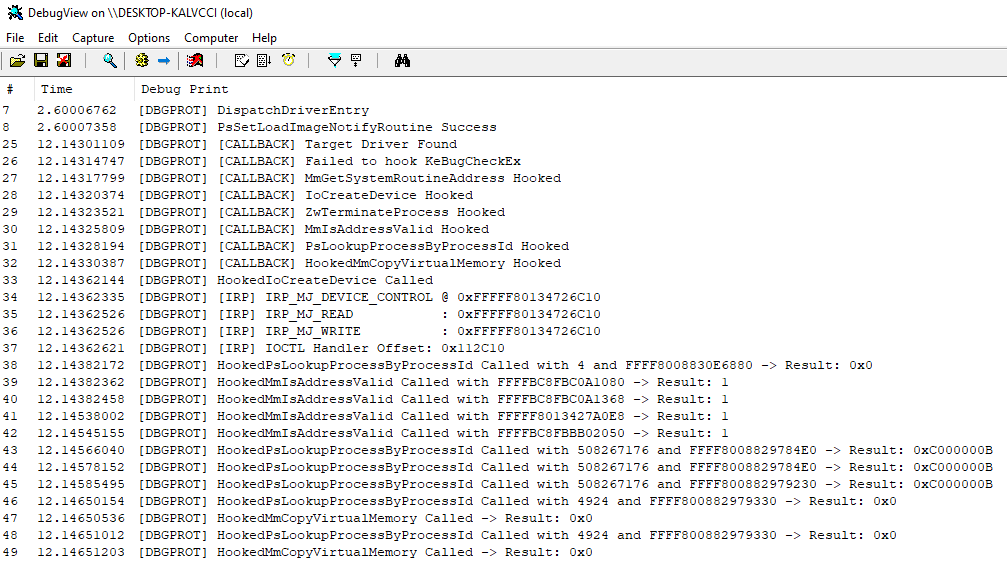 DebugView on \\DESKTOP-KALVCCI (local)
File Edit Capture Options Computer Help
# Time Debug Print
7 2.60006762 [DBGPROT] DispatchDriverEntry
8 2.60007358 [DBGPROT] PsSetLoadImageNotifyRoutine Success
25 12.14301109 [DBGPROT] [CALLBACK] Target Driver Found
26 12.14314747 [DBGPROT] [CALLBACK] Failed to hook KeBugCheckEx
27 12.14317799 [DBGPROT] [CALLBACK] MmGetSystemRoutineAddress Hooked
28 12.14320374 [DBGPROT] [CALLBACK] IoCreateDevice Hooked
29 12.14323521 [DBGPROT] [CALLBACK] ZwTerminateProcess Hooked
30 12.14325809 [DBGPROT] [CALLBACK] MmIsAddressValid Hooked
31 12.14328194 [DBGPROT] [CALLBACK] PsLookupProcessByProcessId Hooked
32 12.14330387 [DBGPROT] [CALLBACK] HookedMmCopyVirtualMemory Hooked
33 12.14362144 [DBGPROT] HookedIoCreateDevice Called
34 12.14362335 [DBGPROT] [IRP] IRP_MJ_DEVICE_CONTROL @ 0xFFFFF80134726C10
35 12.14362526 [DBGPROT] [IRP] IRP_MJ_READ : 0xFFFFF80134726C10
36 12.14362526 [DBGPROT] [IRP] IRP_MJ_WRITE : 0xFFFFF80134726C10
37 12.14362621 [DBGPROT] [IRP] IOCTL Handler Offset: 0x112C10
38 12.14382172 [DBGPROT] HookedPsLookupProcessByProcessId Called with 4 and FFFF8008830E6880 -> Result: 0x0
39 12.14382362 [DBGPROT] HookedMmIsAddressValid Called with FFFFBC8FBC0A1080 -> Result: 1
40 12.14382458 [DBGPROT] HookedMmIsAddressValid Called with FFFFBC8FBC0A1368 -> Result: 1
41 12.14538002 [DBGPROT] HookedMmIsAddressValid Called with FFFFF8013427A0E8 -> Result: 1
42 12.14545155 [DBGPROT] HookedMmIsAddressValid Called with FFFFBC8FBBB02050 -> Result: 1
43 12.14566040 [DBGPROT] HookedPsLookupProcessByProcessId Called with 508267176 and FFFF8008829784E0 -> Result: 0xC000000B
44 12.14578152 [DBGPROT] HookedPsLookupProcessByProcessId Called with 508267176 and FFFF8008829784E0 -> Result: 0xC000000B
45 12.14585495 [DBGPROT] HookedPsLookupProcessByProcessId Called with 508267176 and FFFF800882979230 -> Result: 0xC000000B
46 12.14650154 [DBGPROT] HookedPsLookupProcessByProcessId Called with 4924 and FFFF800882979330 -> Result: 0x0
47 12.14650536 [DBGPROT] HookedMmCopyVirtualMemory Called -> Result: 0x0
48 12.14651012 [DBGPROT] HookedPsLookupProcessByProcessId Called with 4924 and FFFF800882979330 -> Result: 0x0
49 12.14651203 [DBGPROT] HookedMmCopyVirtualMemory Called -> Result: 0x0